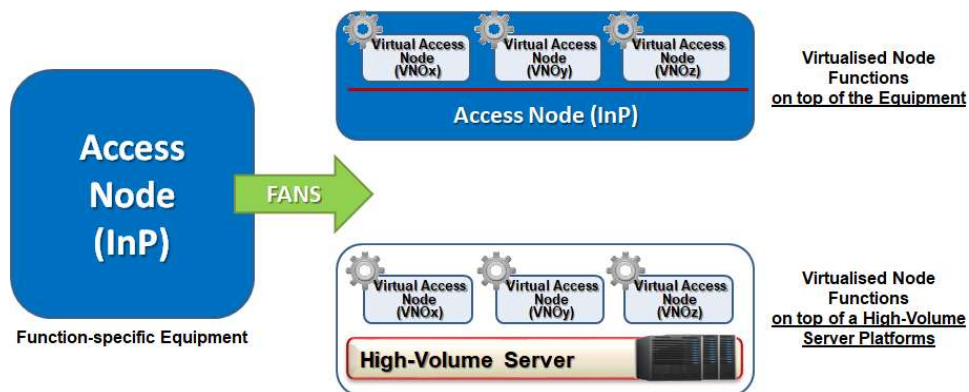 Access
Node
(InP)
Function-specific Equipment
FANS
Virtual Access
Node
(VNOx)
Virtual Access
Node
(VNOy)
Virtual Access
Node
(VNOz)
Access Node (InP)
Virtualised Node
Functions
on top of the Equipment
Virtual Access
Node
(VNOx)
Virtual Access
Node
(VNOy)
Virtual Access
Node
(VNOz)
High-Volume Server
Virtualised Node
Functions
on top of a High-Volume
Server Platforms